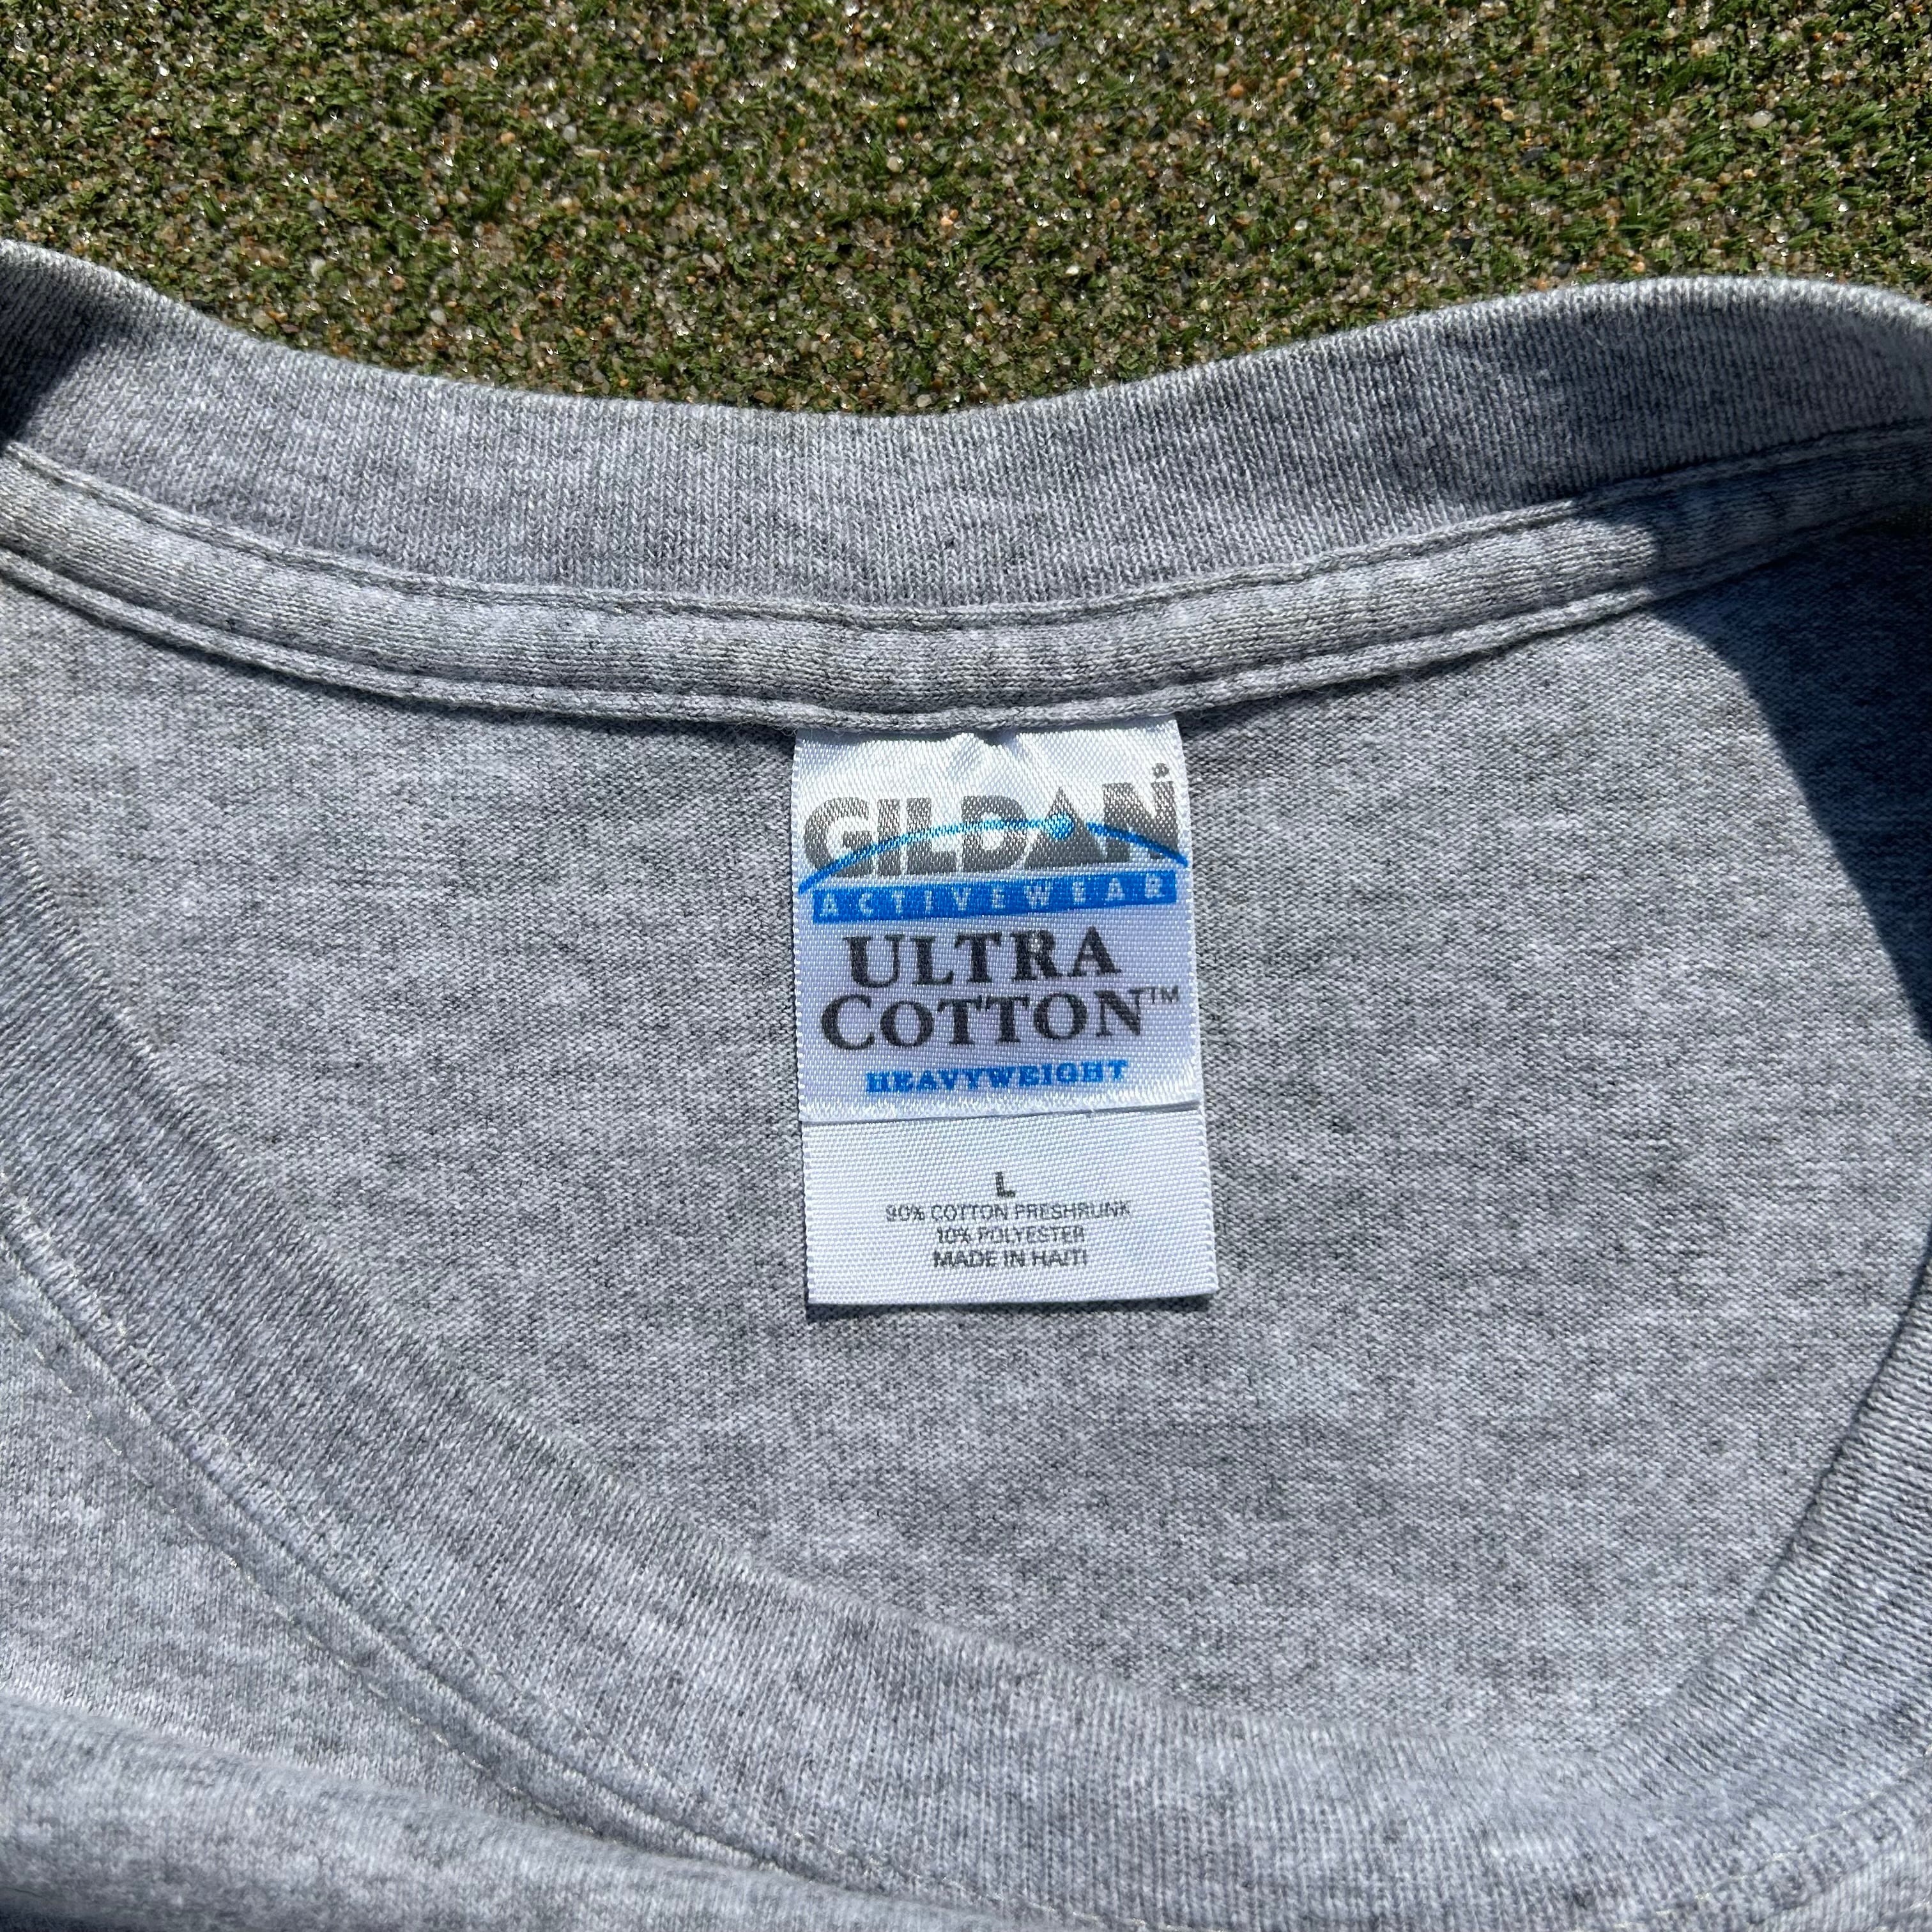 GILDAN®
ACTIVEWEAR
ULTRA
COTTON™
HEAVYWEIGHT
L
90% COTTON PRESHRUNK
10% POLYESTER
MADE IN HAITI